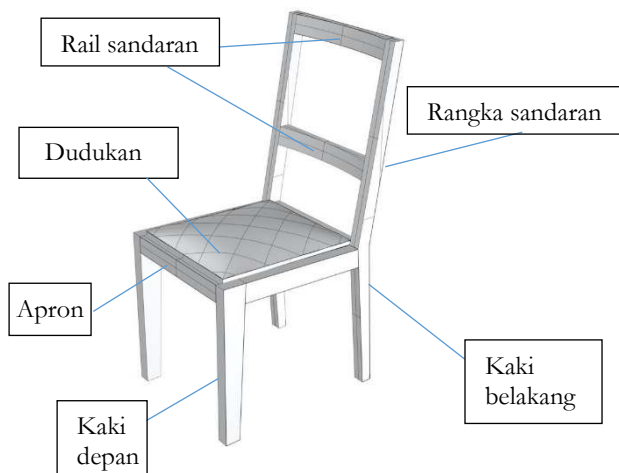 Rail sandaran
Rangka sandaran
Dudukan
Apron
Kaki
belakang
Kaki
depan